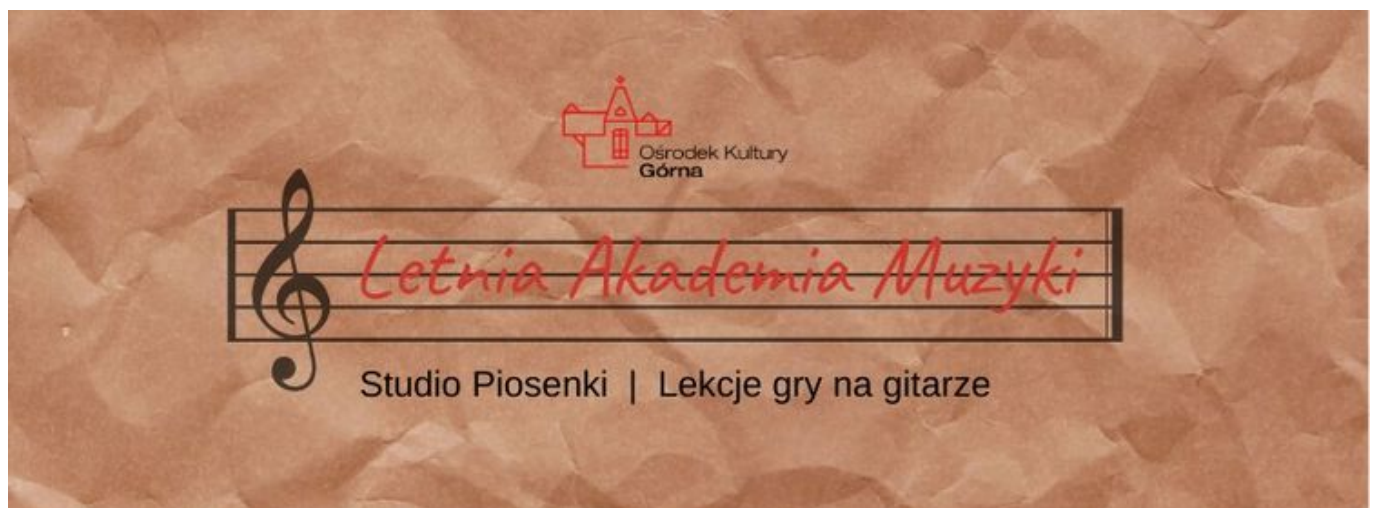 Ośrodek Kultury
Górna
Letnia Akademia Muzyki
Studio Piosenki | Lekcje gry na gitarze